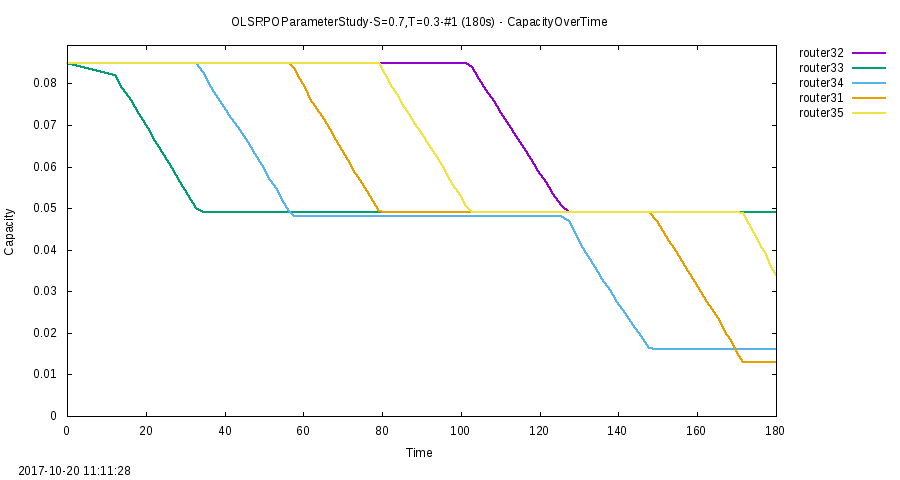 OLSRPOParameterStudy-S=0.7,T=0.3-#1 (180s) - CapacityOverTime
router32
router33
router34
router31
router35
0.08
0.07
0.06
0.05
0.04
0.03
0.02
0.01
0
Capacity
0 20 40 60 80 100 120 140 160 180
Time
2017-10-20 11:11:28